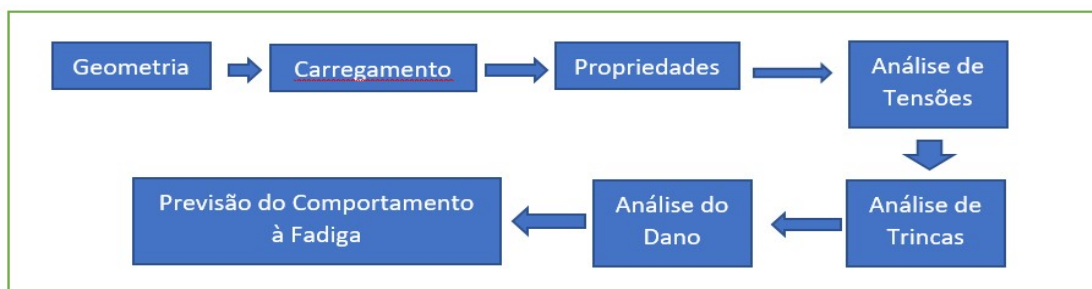 Geometria
Carregamento
Propriedades
Análise de
Tensões
Análise de
Trincas
Análise do
Dano
Previsão do Comportamento
à Fadiga